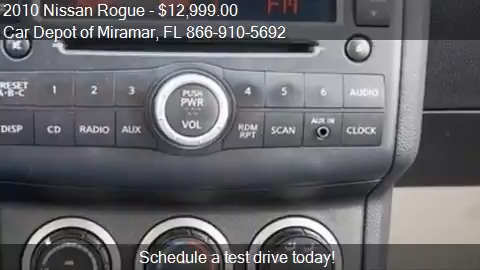 2010 Nissan Rogue - $12,999.00
Car Depot of Miramar, FL 866-910-5692
FM
PRESET A·B·C 1 2 3 PUSH PWR VOL 4 5 6 AUDIO
DISP CD RADIO AUX RDM RPT SCAN AUX IN CLOCK
Schedule a test drive today!